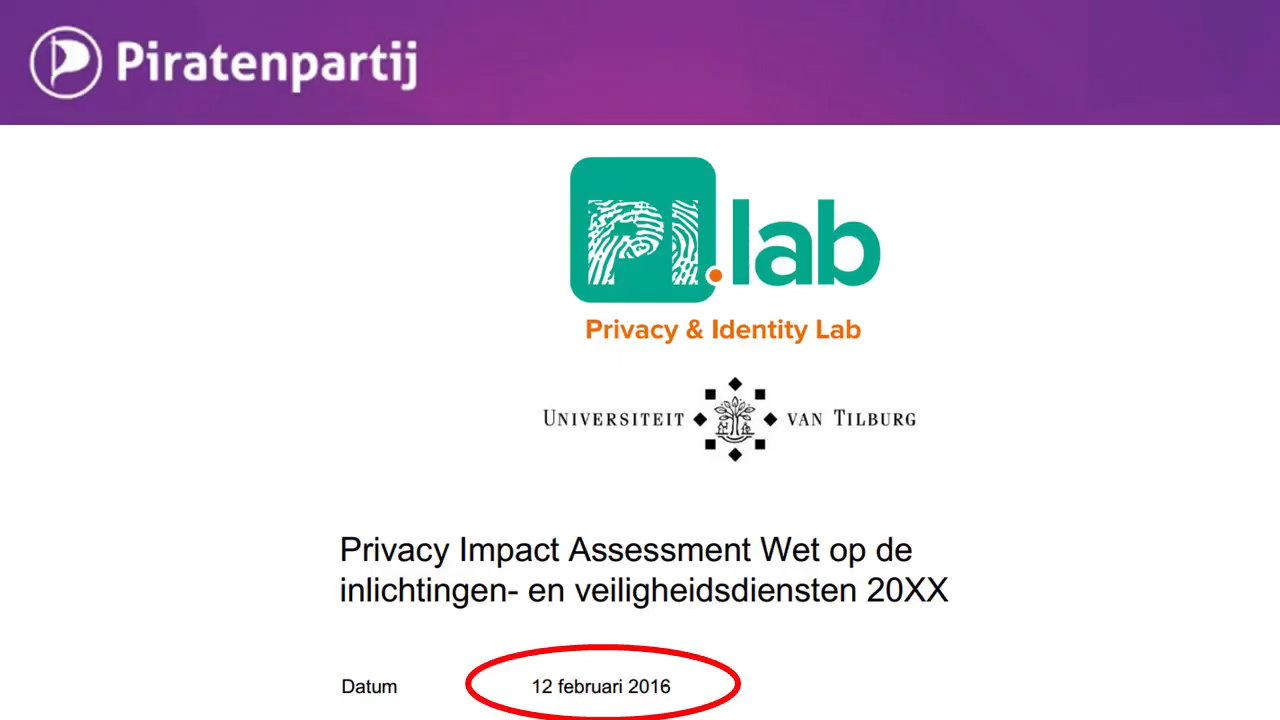 Piratenpartij
PI.lab
Privacy & Identity Lab
UNIVERSITEIT VAN TILBURG
Privacy Impact Assessment Wet op de
inlichtingen- en veiligheidsdiensten 20XX
Datum 12 februari 2016